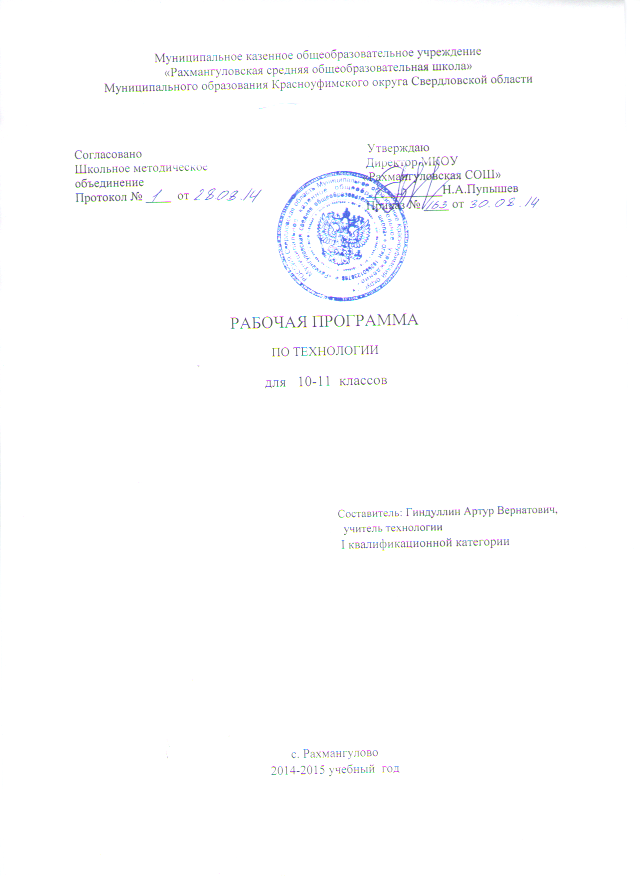 Муниципальное казенное общеобразовательное учреждение
«Рахмангуловская средняя общеобразовательная школа»
Муниципального образования Красноуфимского округа Свердловской области
Согласовано
Школьное методическое
объединение
Протокол № 1 от 28.08.14
Утверждаю
Директор МКОУ
«Рахмангуловская СОШ»
Н.А.Пупышев
Приказ № 163 от 30.08.14
РАБОЧАЯ ПРОГРАММА
ПО ТЕХНОЛОГИИ
для 10-11 классов
Составитель: Гиндуллин Артур Вернатович,
учитель технологии
I квалификационной категории
с. Рахмангулово
2014-2015 учебный год